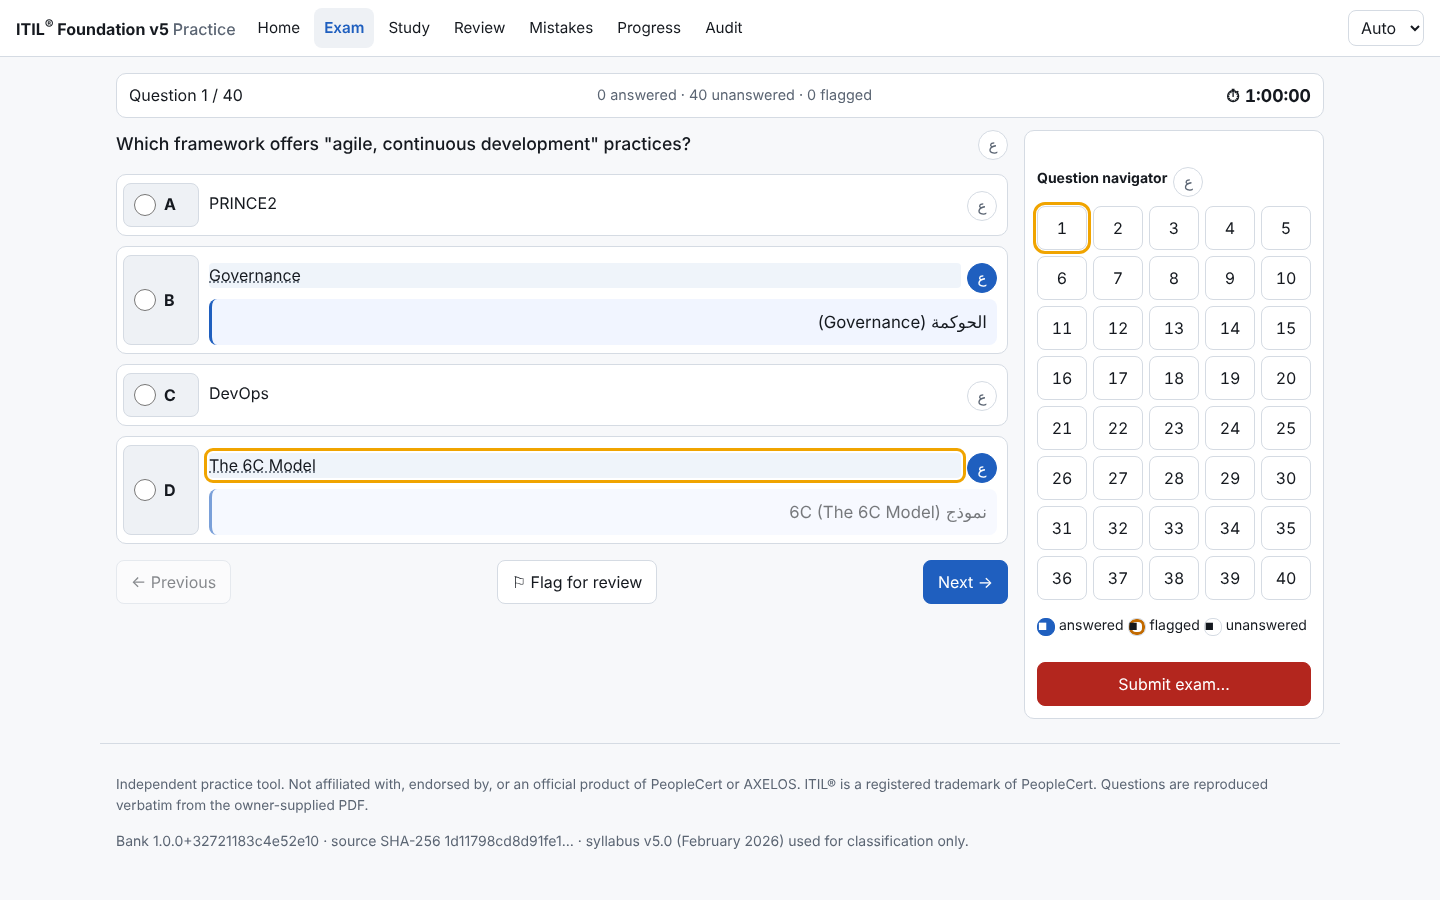 ITIL® Foundation v5 Practice
Home
Exam
Study
Review
Mistakes
Progress
Audit
Auto
Question 1 / 40
0 answered · 40 unanswered · 0 flagged
⏱ 1:00:00
Which framework offers "agile, continuous development" practices?
ع
A
PRINCE2
ع
B
Governance
ع
الحوكمة (Governance)
C
DevOps
ع
D
The 6C Model
ع
نموذج 6C (The 6C Model)
← Previous
⚐ Flag for review
Next →
Question navigator
ع
1 2 3 4 5
6 7 8 9 10
11 12 13 14 15
16 17 18 19 20
21 22 23 24 25
26 27 28 29 30
31 32 33 34 35
36 37 38 39 40
answered flagged unanswered
Submit exam…
Independent practice tool. Not affiliated with, endorsed by, or an official product of PeopleCert or AXELOS. ITIL® is a registered trademark of PeopleCert. Questions are reproduced
verbatim from the owner-supplied PDF.
Bank 1.0.0+32721183c4e52e10 · source SHA-256 1d11798cd8d91fe1… · syllabus v5.0 (February 2026) used for classification only.